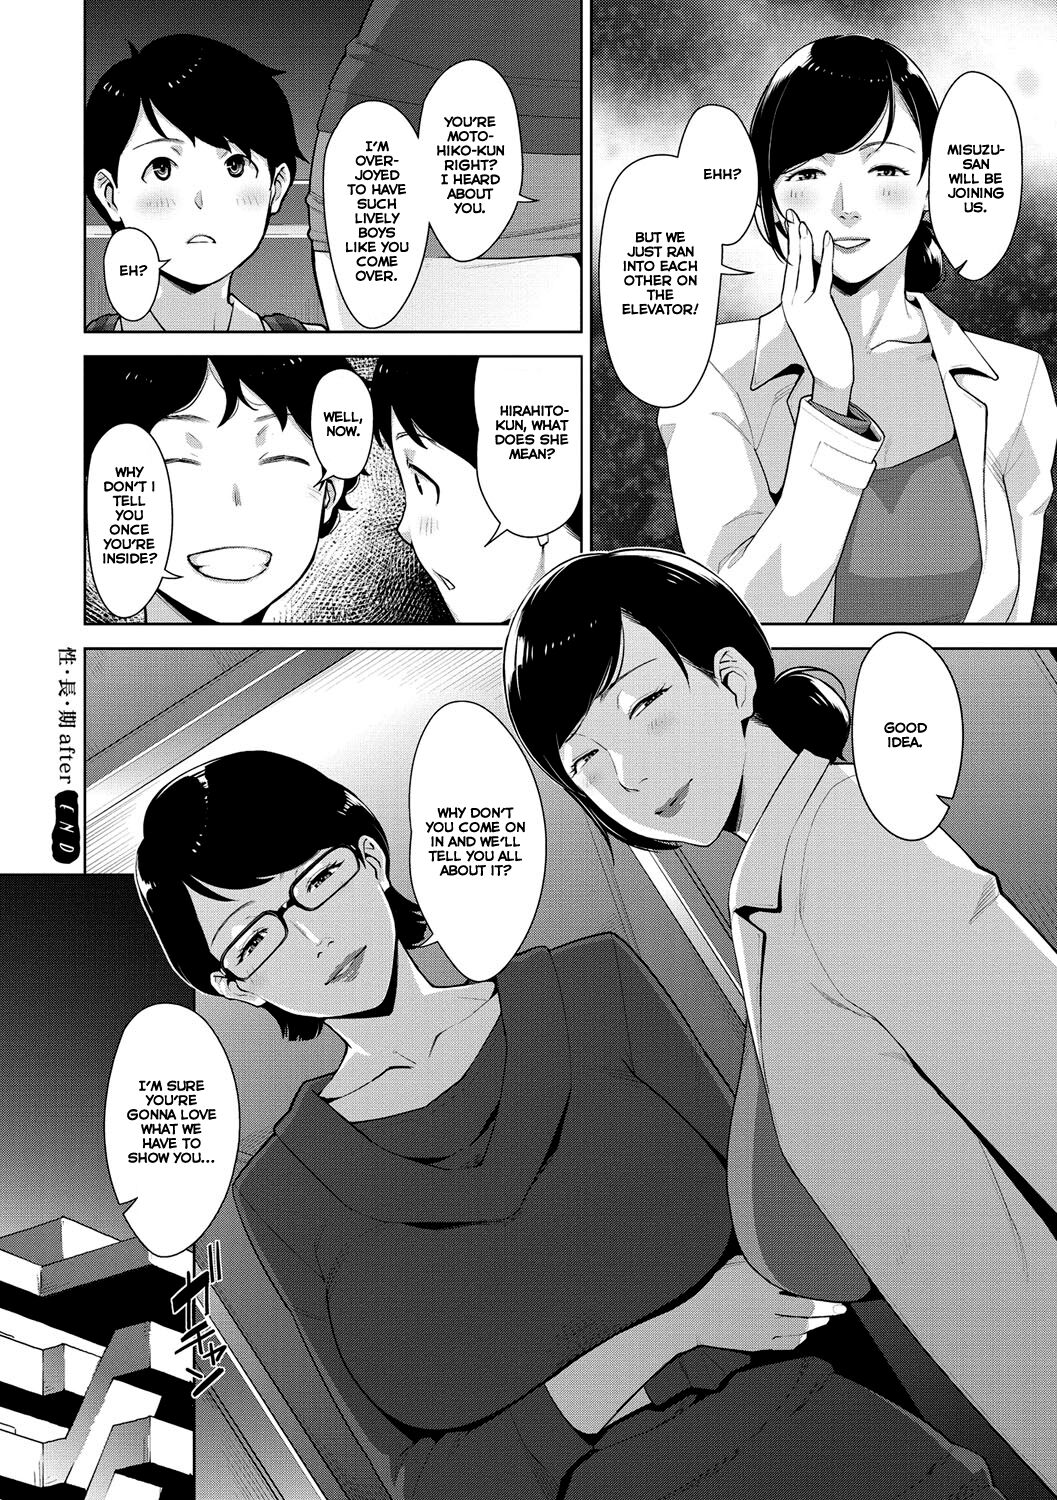 MISUZU-
SAN
WILL BE
JOINING
US.
EHH?
BUT WE
JUST RAN
INTO EACH
OTHER ON
THE
ELEVATOR!
YOU'RE
MOTO-
HIKO-KUN
RIGHT?
I HEARD
ABOUT
YOU.
I'M
OVER-
JOYED
TO HAVE
SUCH
LIVELY
BOYS
LIKE YOU
COME
OVER.
EH?
HIRAHITO-
KUN, WHAT
DOES SHE
MEAN?
WELL,
NOW.
WHY
DON'T I
TELL
YOU
ONCE
YOU'RE
INSIDE?
GOOD
IDEA.
WHY DON'T
YOU COME ON
IN AND WE'LL
TELL YOU ALL
ABOUT IT?
I'M SURE
YOU'RE
GONNA LOVE
WHAT WE
HAVE TO
SHOW YOU...
ガチャン
性・長・期 after END